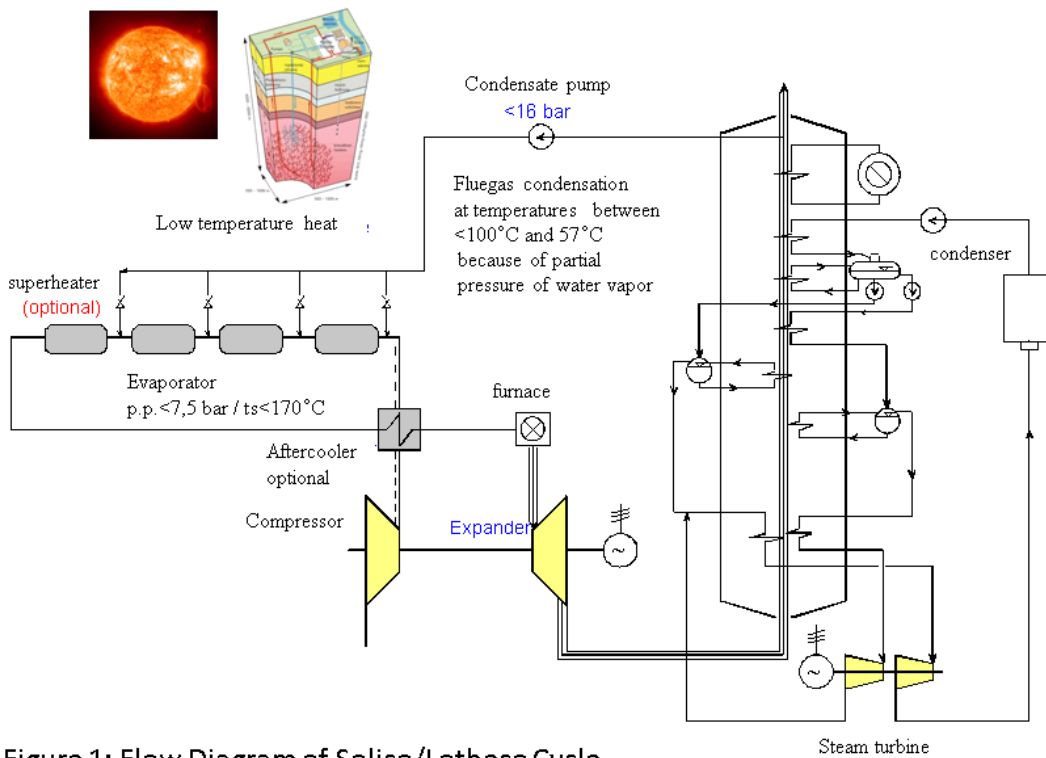 Condensate pump
<16 bar
Fluegas condensation
at temperatures between
<100°C and 57°C
because of partial
pressure of water vapor
Low temperature heat
condenser
superheater
(optional)
Evaporator
p.p.<7,5 bar / ts<170°C
furnace
Aftercooler
optional
Compressor
Expander
~
~
Steam turbine